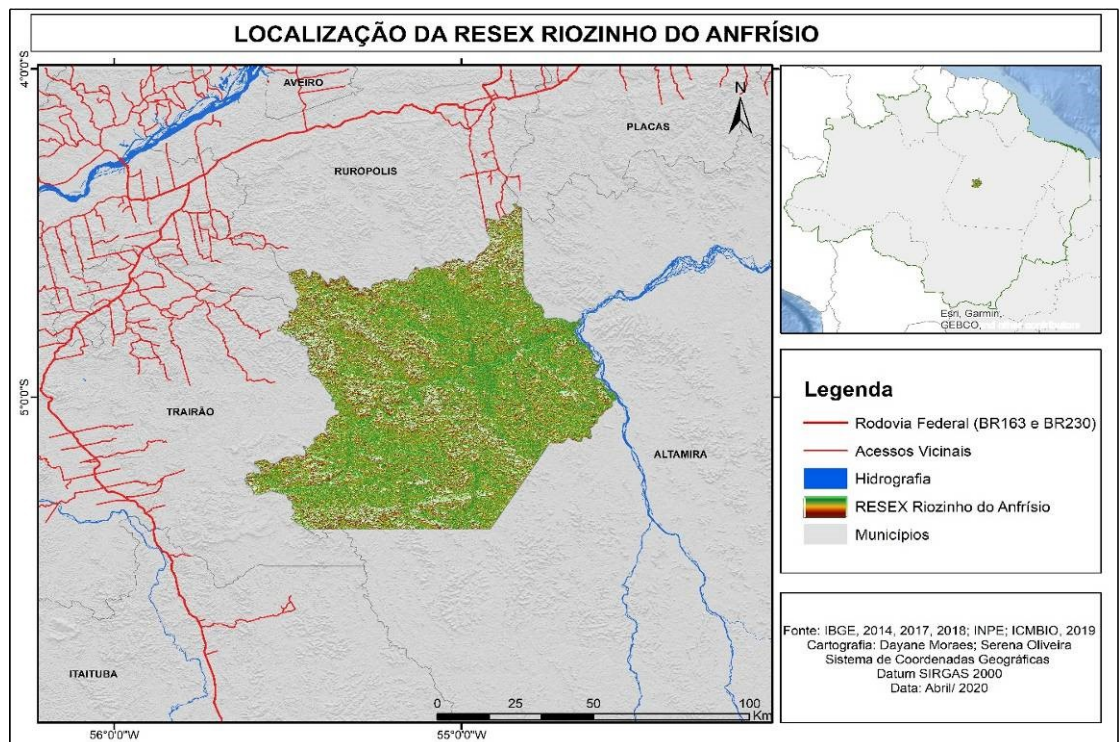 LOCALIZAÇÃO DA RESEX RIOZINHO DO ANFRÍSIO
4°0'0"S
AVEIRO
N
PLACAS
RUROPÓLIS
5°0'0"S
TRAIRÃO
ALTAMIRA
ITAITUBA
0 25 50 100
Km
56°0'0"W 55°0'0"W
Esri, Garmin,
GEBCO,
Legenda
Rodovia Federal (BR163 e BR230)
Acessos Vicinais
Hidrografia
RESEX Riozinho do Anfrísio
Municípios
Fonte: IBGE, 2014, 2017, 2018; INPE; ICMBIO, 2019
Cartografia: Dayane Moraes; Serena Oliveira
Sistema de Coordenadas Geográficas
Datum SIRGAS 2000
Data: Abril/ 2020